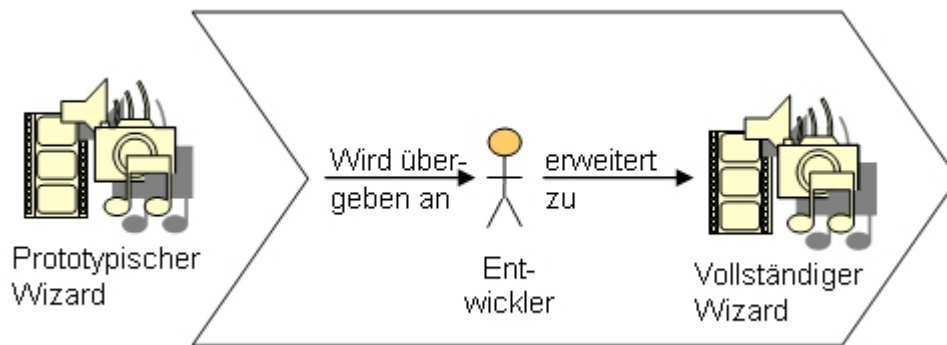 Prototypischer
Wizard
Wird über-
geben an
Ent-
wickler
erweitert
zu
Vollständiger
Wizard